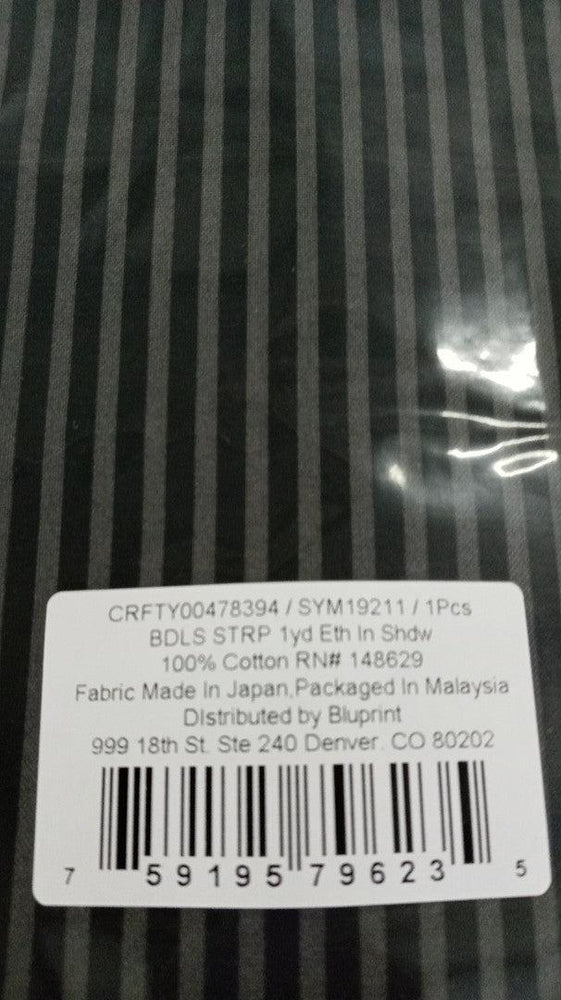 CRFTY00478394 / SYM19211 / 1Pcs
BDLS STRP 1yd Eth In Shdw
100% Cotton RN# 148629
Fabric Made In Japan,Packaged In Malaysia
DIstributed by Bluprint
999 18th St. Ste 240 Denver. CO 80202
7 59195 79623 5